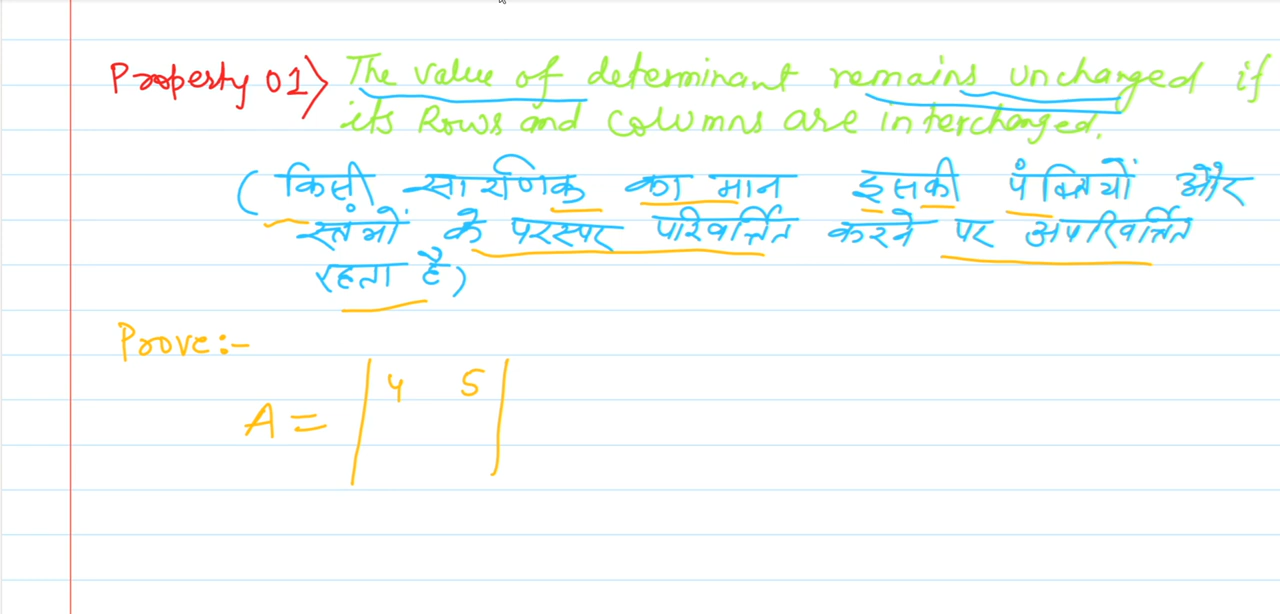 Property 01) The value of determinant remains unchanged if
its Rows and columns are interchanged.
(किसी सारणिक का मान इसकी पंक्तियों और
स्तंभों के परस्पर परिवर्तित करने पर अपरिवर्तित
रहता है)
Prove:-
A = | 4 5 |